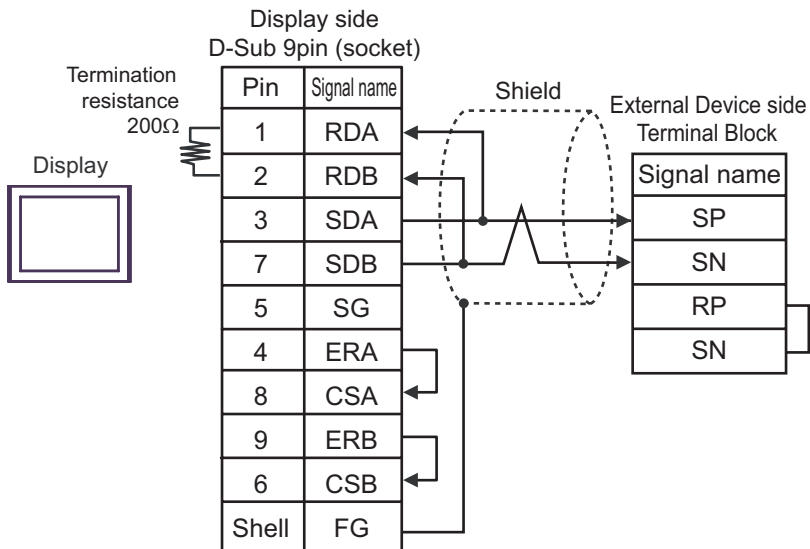 Display side
D-Sub 9pin (socket)
Termination
resistance
200Ω
Display
Pin Signal name
1 RDA
2 RDB
3 SDA
7 SDB
5 SG
4 ERA
8 CSA
9 ERB
6 CSB
Shell FG
Shield
External Device side
Terminal Block
Signal name
SP
SN
RP
SN